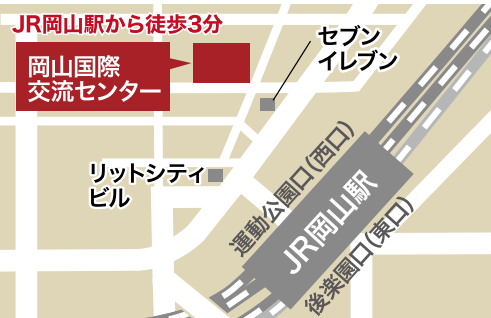 JR岡山駅から徒歩3分
岡山国際
交流センター
セブン
イレブン
リットシティ
ビル
運動公園口(西口)
JR岡山駅
後楽園口(東口)